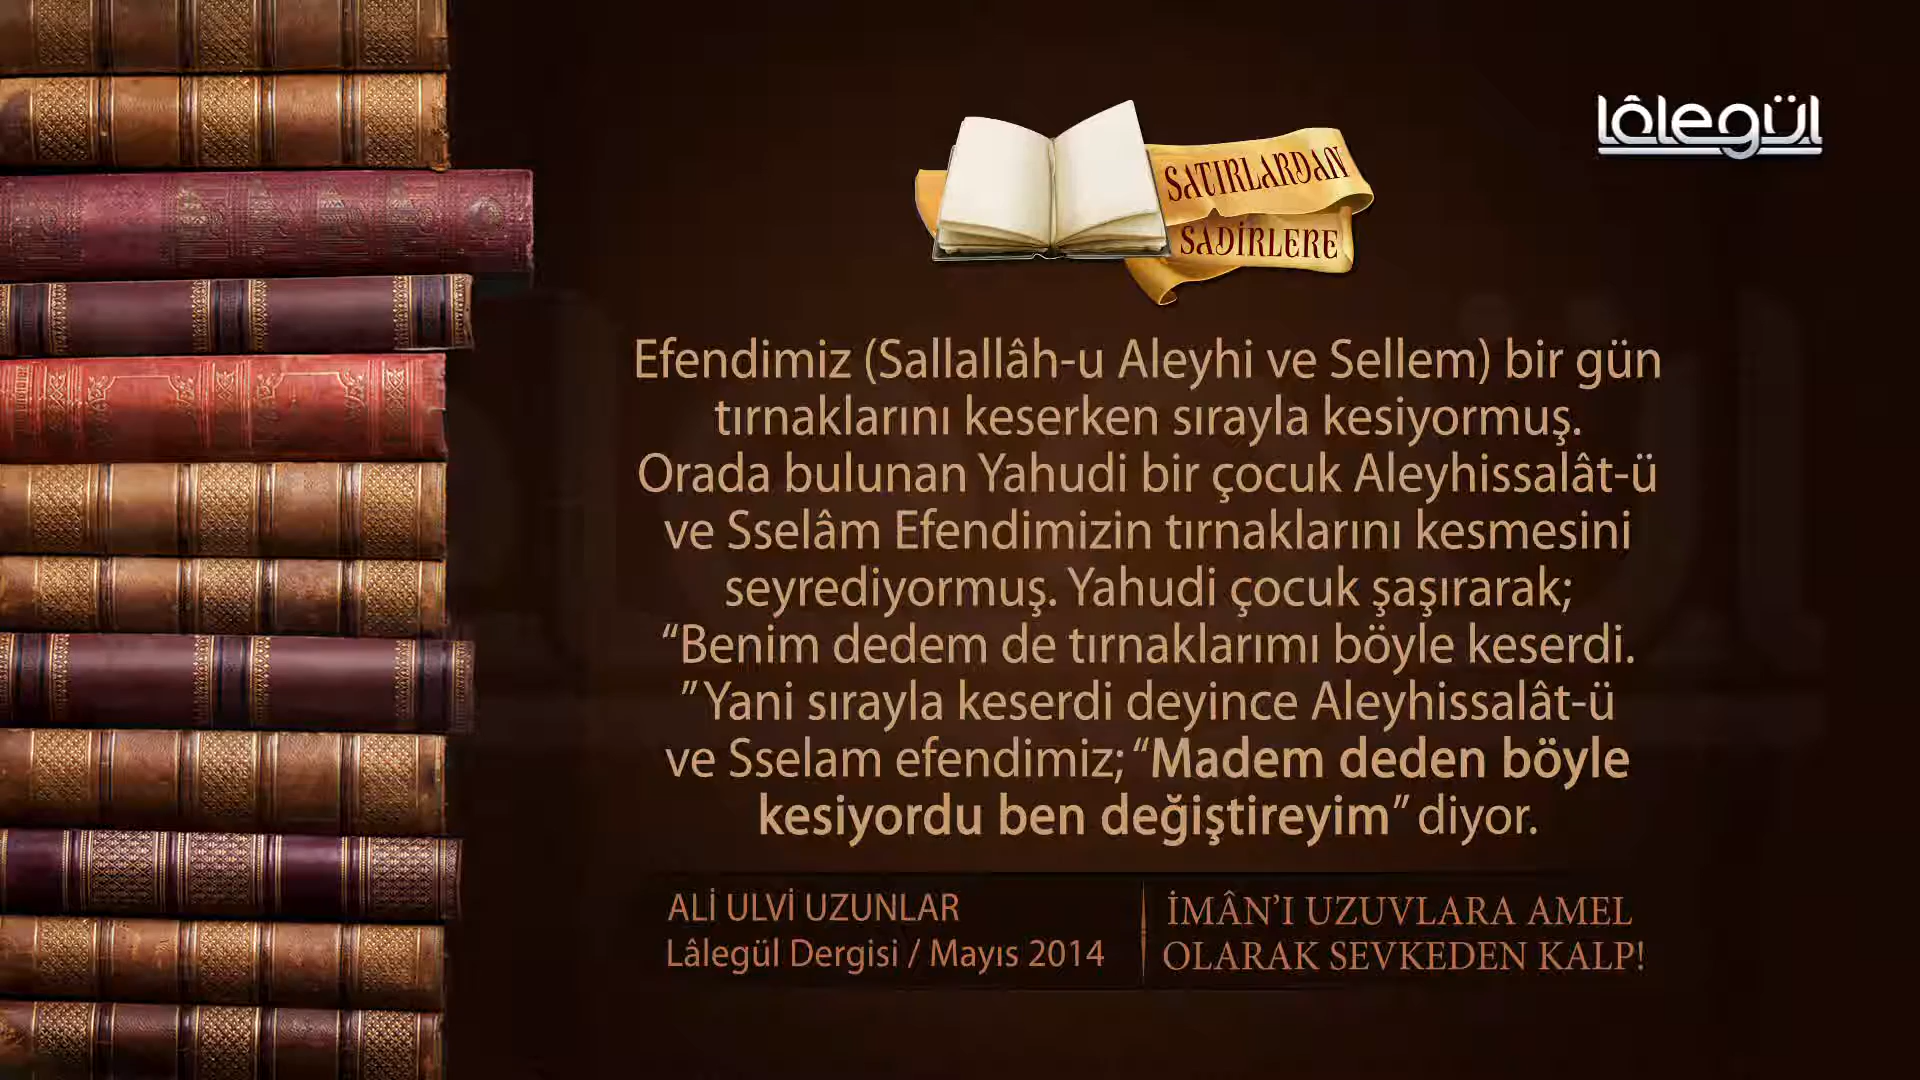 lâlegül
SATIRLARDAN
SADİRLERE
Efendimiz (Sallallâh-u Aleyhi ve Sellem) bir gün
tırnaklarını keserken sırayla kesiyormuş.
Orada bulunan Yahudi bir çocuk Aleyhissalât-ü
ve Sselâm Efendimizin tırnaklarını kesmesini
seyrediyormuş. Yahudi çocuk şaşırarak;
“Benim dedem de tırnaklarımı böyle keserdi.
” Yani sırayla keserdi deyince Aleyhissalât-ü
ve Sselam efendimiz; “Madem deden böyle
kesiyordu ben değiştireyim” diyor.
ALİ ULVİ UZUNLAR
Lâlegül Dergisi / Mayıs 2014
İMÂN’I UZUVLARA AMEL
OLARAK SEVKEDEN KALP!